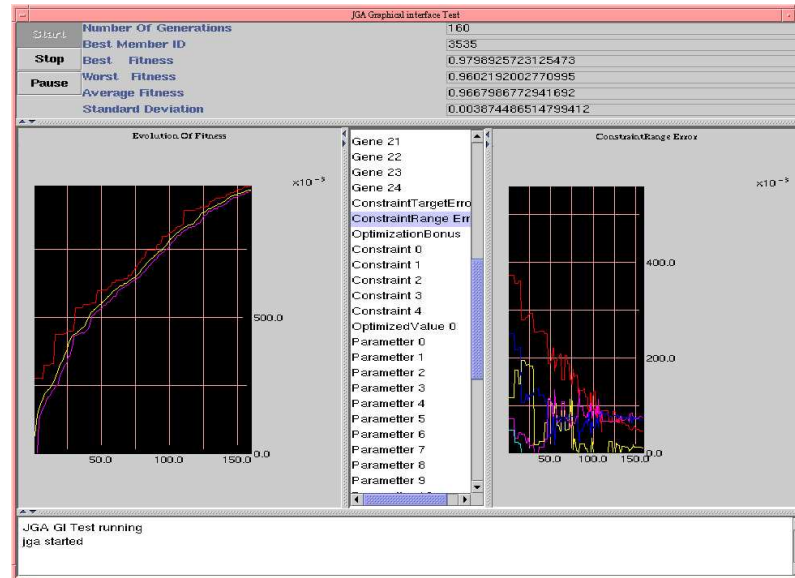 JGA Graphical interface Test
Start
Stop
Pause
Number Of Generations 160
Best Member ID 3535
Best Fitness 0.9798925723125473
Worst Fitness 0.9602192002770995
Average Fitness 0.9667986772941692
Standard Deviation 0.003874486514799412
Evolution Of Fitness
×10⁻³
500.0
0.0
50.0 100.0 150.0
Gene 21
Gene 22
Gene 23
Gene 24
ConstraintTargetErro
ConstraintRange Err
OptimizationBonus
Constraint 0
Constraint 1
Constraint 2
Constraint 3
Constraint 4
OptimizedValue 0
Parametter 0
Parametter 1
Parametter 2
Parametter 3
Parametter 4
Parametter 5
Parametter 6
Parametter 7
Parametter 8
Parametter 9
ConstraintRange Error
×10⁻³
400.0
200.0
0.0
50.0 100.0 150.0
JGA GI Test running
jga started